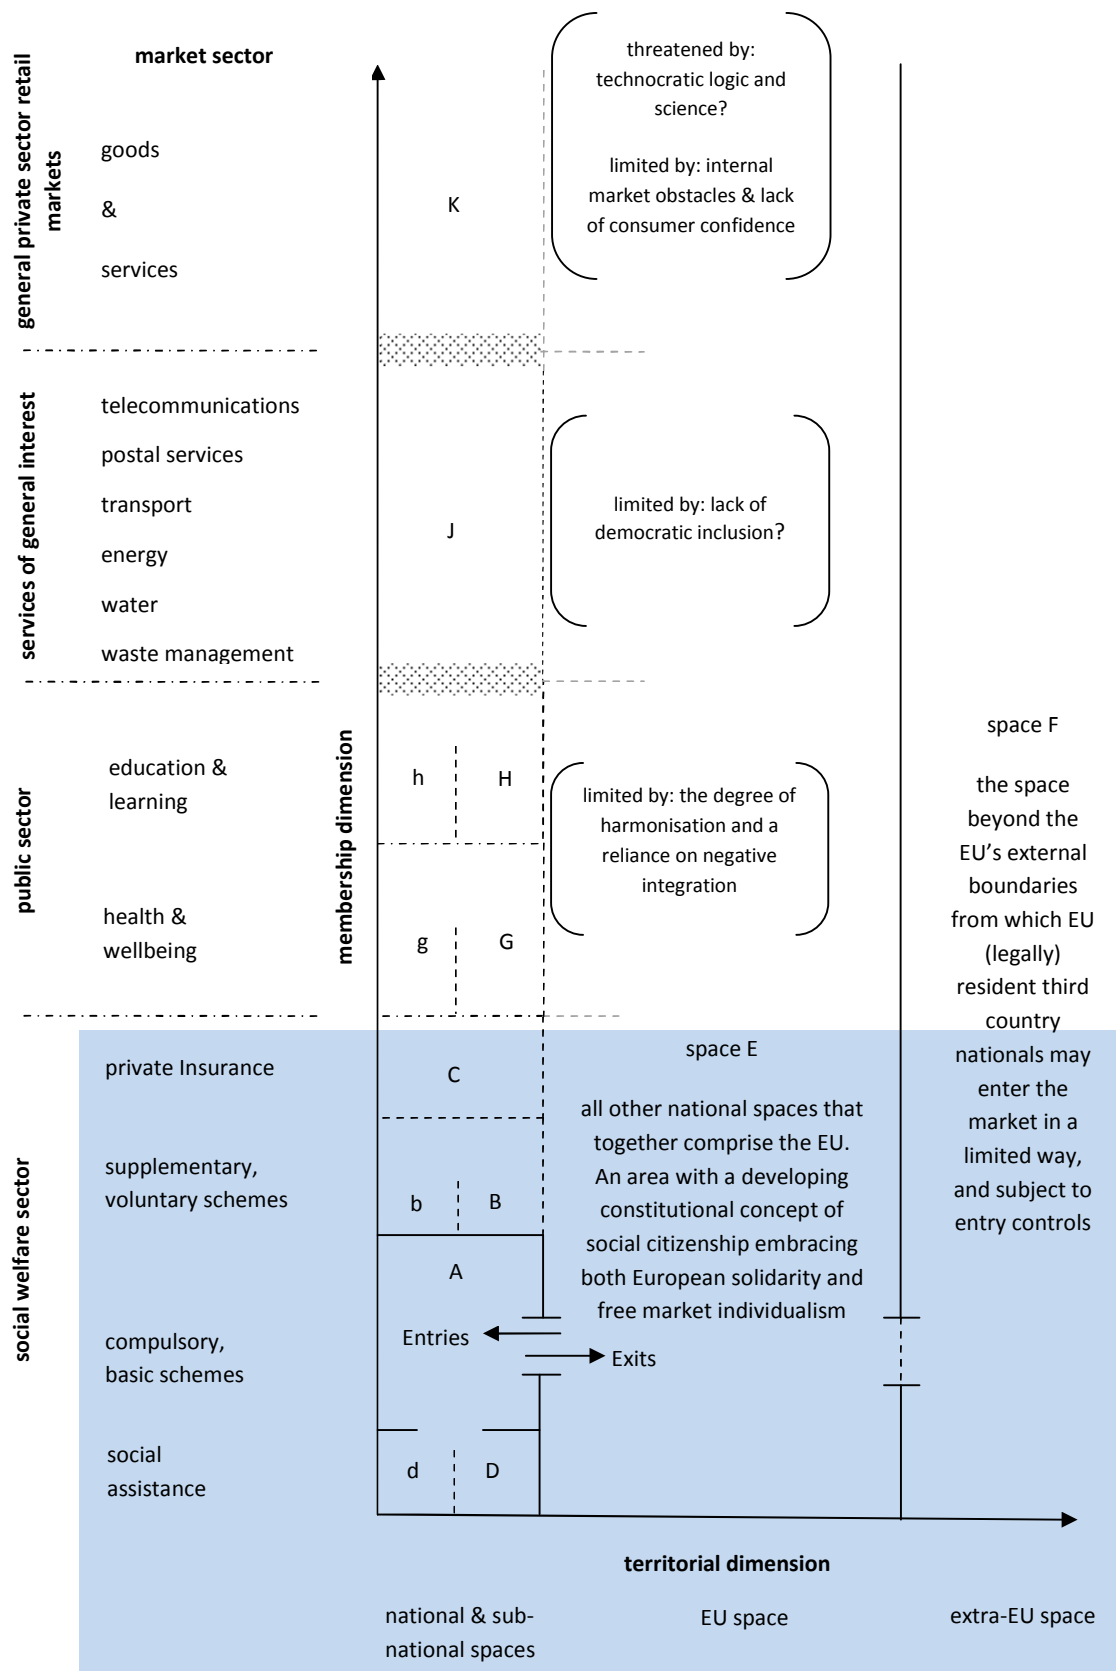 market sector
general private sector retail
markets
goods
&
services
K
threatened by:
technocratic logic and
science?
limited by: internal
market obstacles & lack
of consumer confidence
services of general interest
telecommunications
postal services
transport
energy
water
waste management
J
limited by: lack of
democratic inclusion?
public sector
education &
learning
health &
wellbeing
membership dimension
h
H
g
G
limited by: the degree of
harmonisation and a
reliance on negative
integration
space F
the space
beyond the
EU’s external
boundaries
from which EU
(legally)
resident third
country
nationals may
enter the
market in a
limited way,
and subject to
entry controls
social welfare sector
private Insurance
supplementary,
voluntary schemes
compulsory,
basic schemes
social
assistance
C
b
B
A
Entries
Exits
d
D
space E
all other national spaces that
together comprise the EU.
An area with a developing
constitutional concept of
social citizenship embracing
both European solidarity and
free market individualism
territorial dimension
national & sub-
national spaces
EU space
extra-EU space